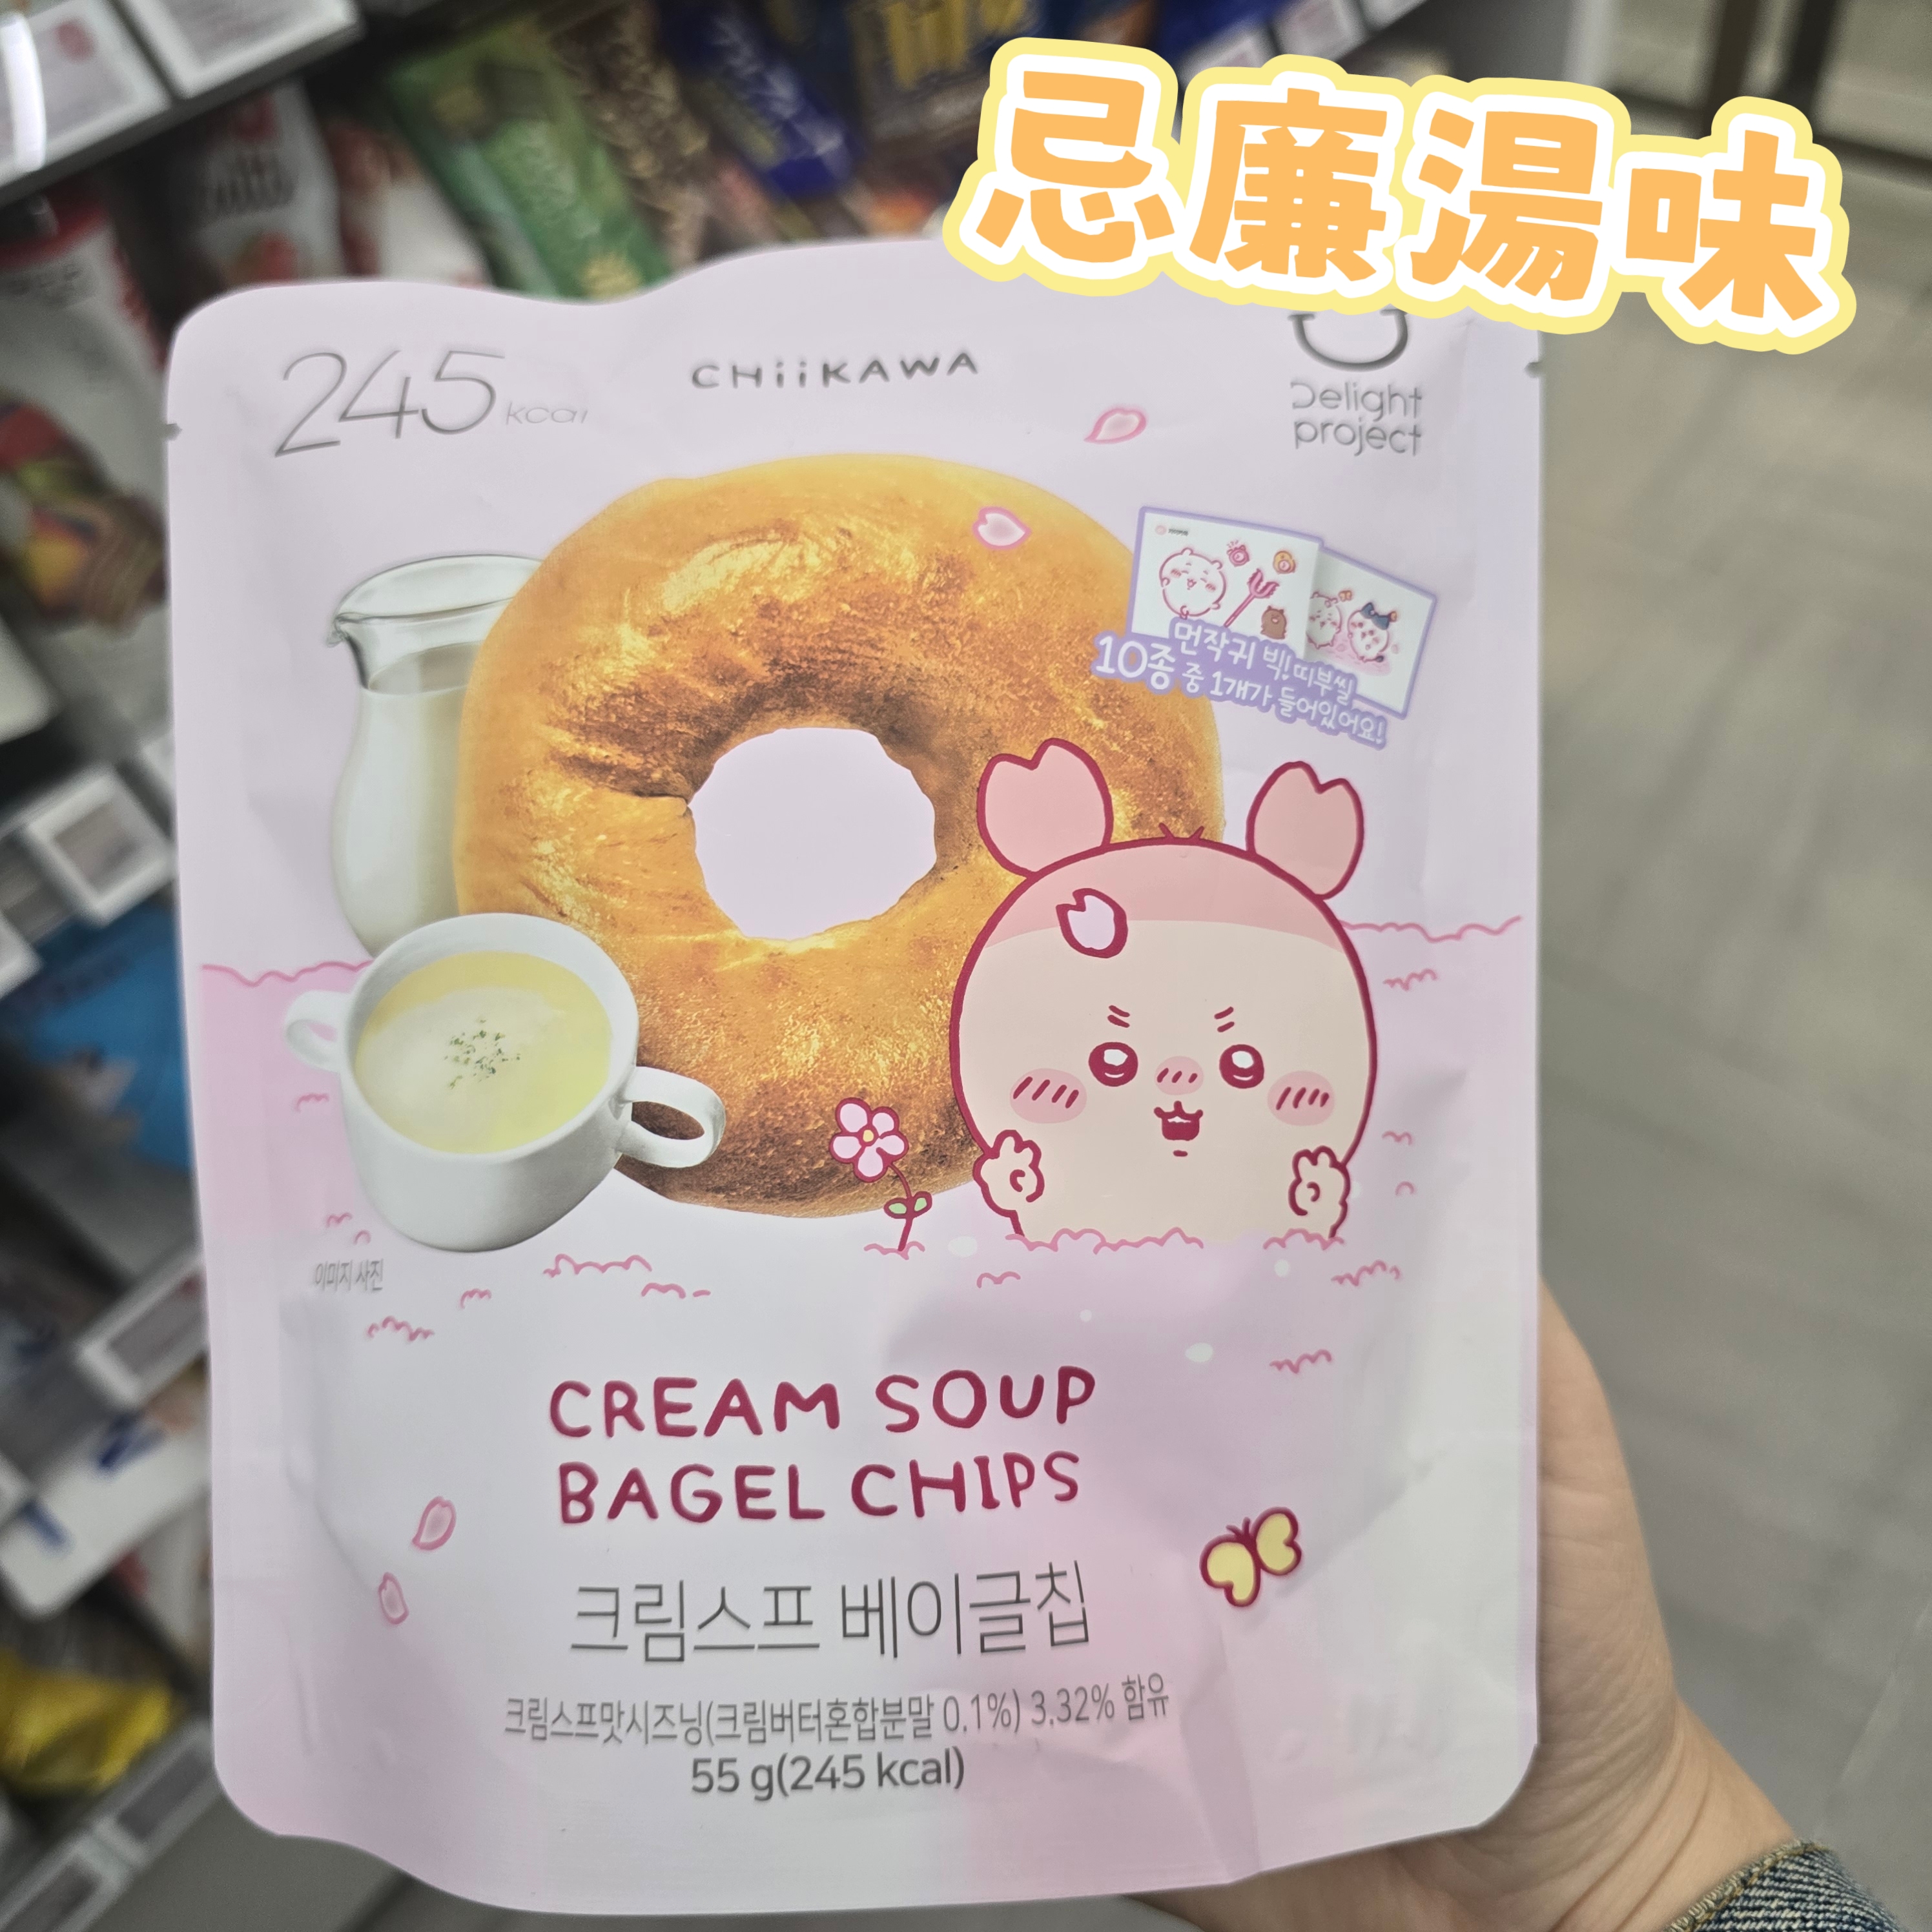 忌廉湯味
245 kcal
CHiiKAWA
Delight
project
먼작귀 빅! 띠부씰
10종 중 1개가 들어있어요!
이미지 사진
CREAM SOUP
BAGEL CHIPS
크림스프 베이글칩
크림스프맛시즈닝(크림버터혼합분말 0.1%) 3.32% 함유
55 g(245 kcal)